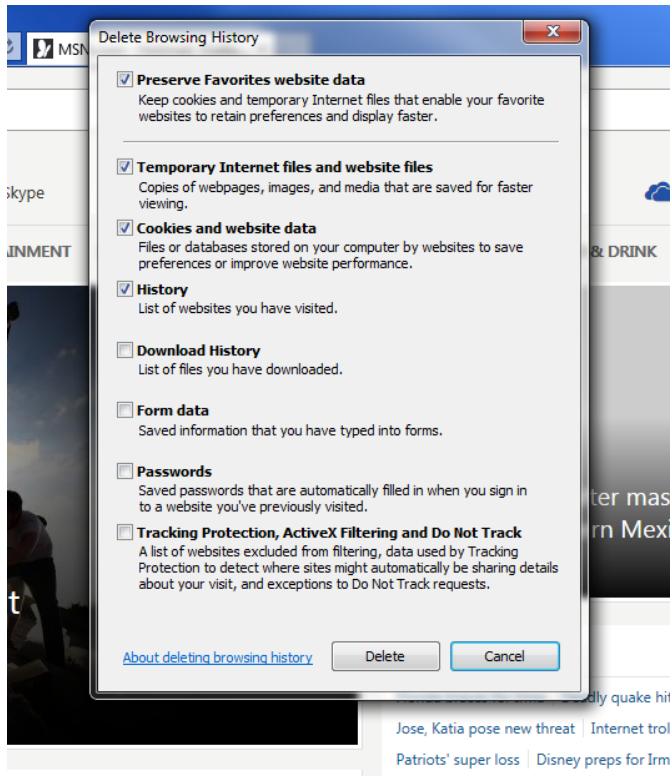 Delete Browsing History
MSN
Preserve Favorites website data
Keep cookies and temporary Internet files that enable your favorite
websites to retain preferences and display faster.
Temporary Internet files and website files
Copies of webpages, images, and media that are saved for faster
viewing.
Skype
Cookies and website data
Files or databases stored on your computer by websites to save
preferences or improve website performance.
AINMENT
& DRINK
History
List of websites you have visited.
Download History
List of files you have downloaded.
Form data
Saved information that you have typed into forms.
Passwords
Saved passwords that are automatically filled in when you sign in
to a website you've previously visited.
ter mas
rn Mexi
Tracking Protection, ActiveX Filtering and Do Not Track
A list of websites excluded from filtering, data used by Tracking
Protection to detect where sites might automatically be sharing details
about your visit, and exceptions to Do Not Track requests.
t
About deleting browsing history
Delete
Cancel
dly quake hit
Jose, Katia pose new threat Internet trol
Patriots' super loss Disney preps for Irm